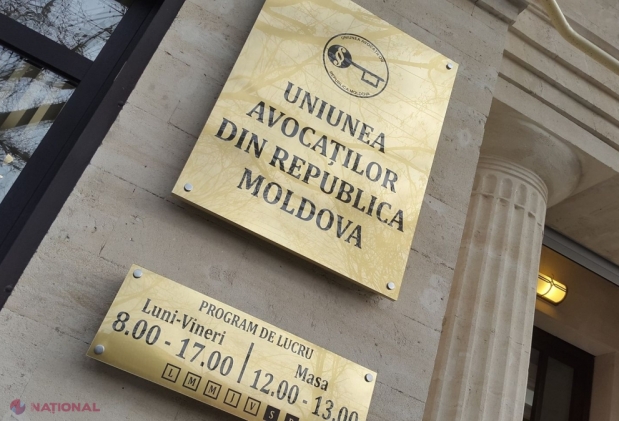 UNIUNEA
AVOCAȚILOR
DIN REPUBLICA
MOLDOVA
PROGRAM DE LUCRU
Luni-Vineri
8.00 - 17.00
Masa
12.00 - 13.00
L M M J V S
NAȚIONAL